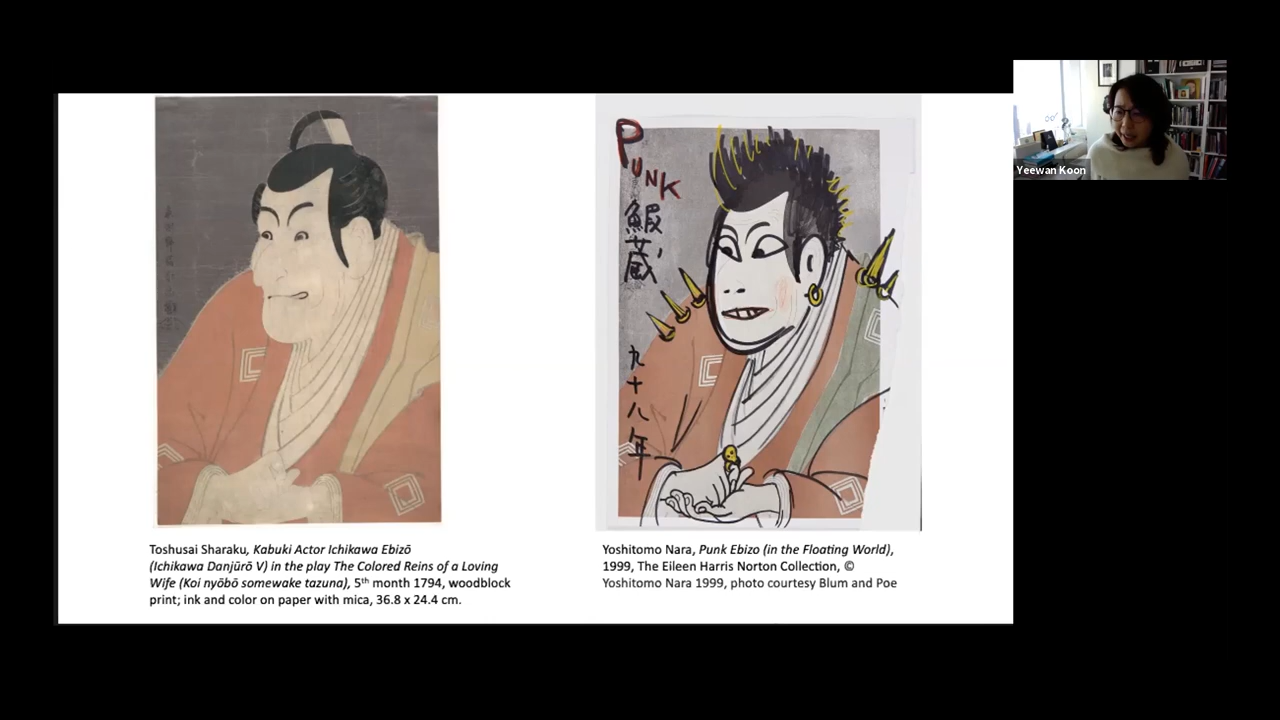 PUNK
鰕
蔵
九
十
八
年
Toshusai Sharaku, Kabuki Actor Ichikawa Ebizō
(Ichikawa Danjūrō V) in the play The Colored Reins of a Loving
Wife (Koi nyōbō somewake tazuna), 5th month 1794, woodblock
print; ink and color on paper with mica, 36.8 x 24.4 cm.
Yoshitomo Nara, Punk Ebizo (in the Floating World),
1999, The Eileen Harris Norton Collection, ©
Yoshitomo Nara 1999, photo courtesy Blum and Poe
Yeewan Koon